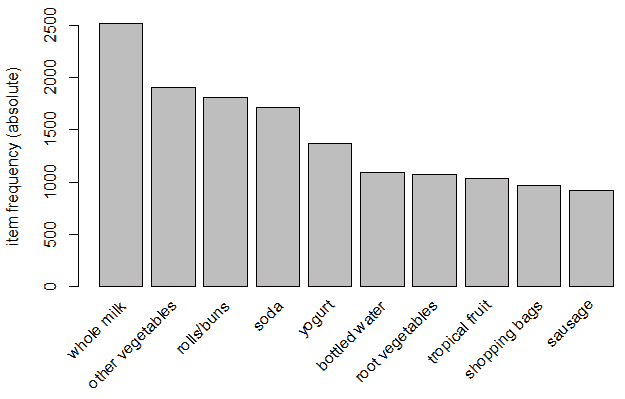 item frequency (absolute)
2500
2000
1500
1000
500
0
whole milk
other vegetables
rolls/buns
soda
yogurt
bottled water
root vegetables
tropical fruit
shopping bags
sausage